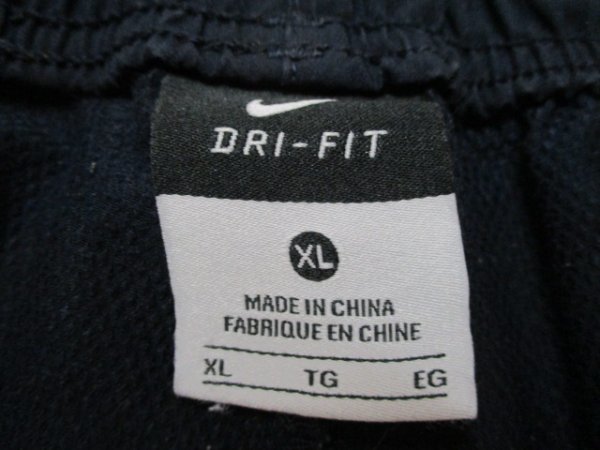 DRI-FIT
XL
MADE IN CHINA
FABRIQUE EN CHINE
XL TG EG